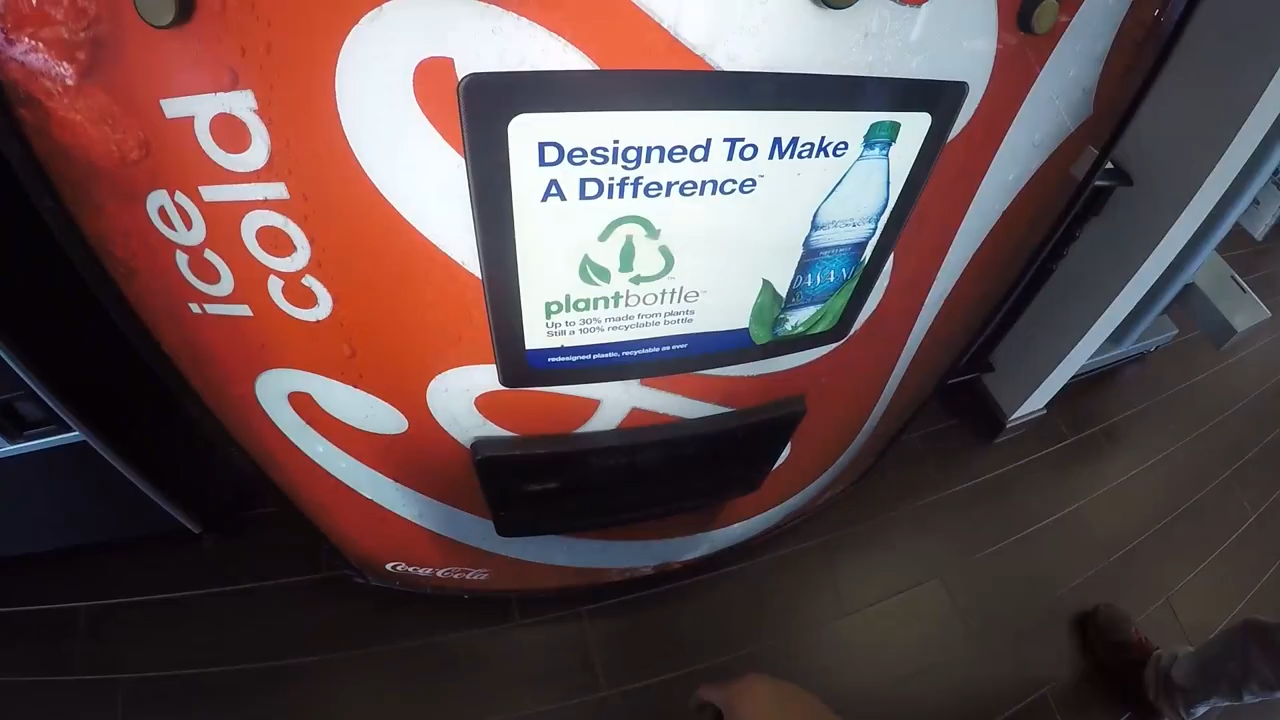 ice
cold
Designed To Make
A Difference™
plantbottle™
Up to 30% made from plants
Still a 100% recyclable bottle
redesigned plastic, recyclable as ever
DASANI
Coca-Cola